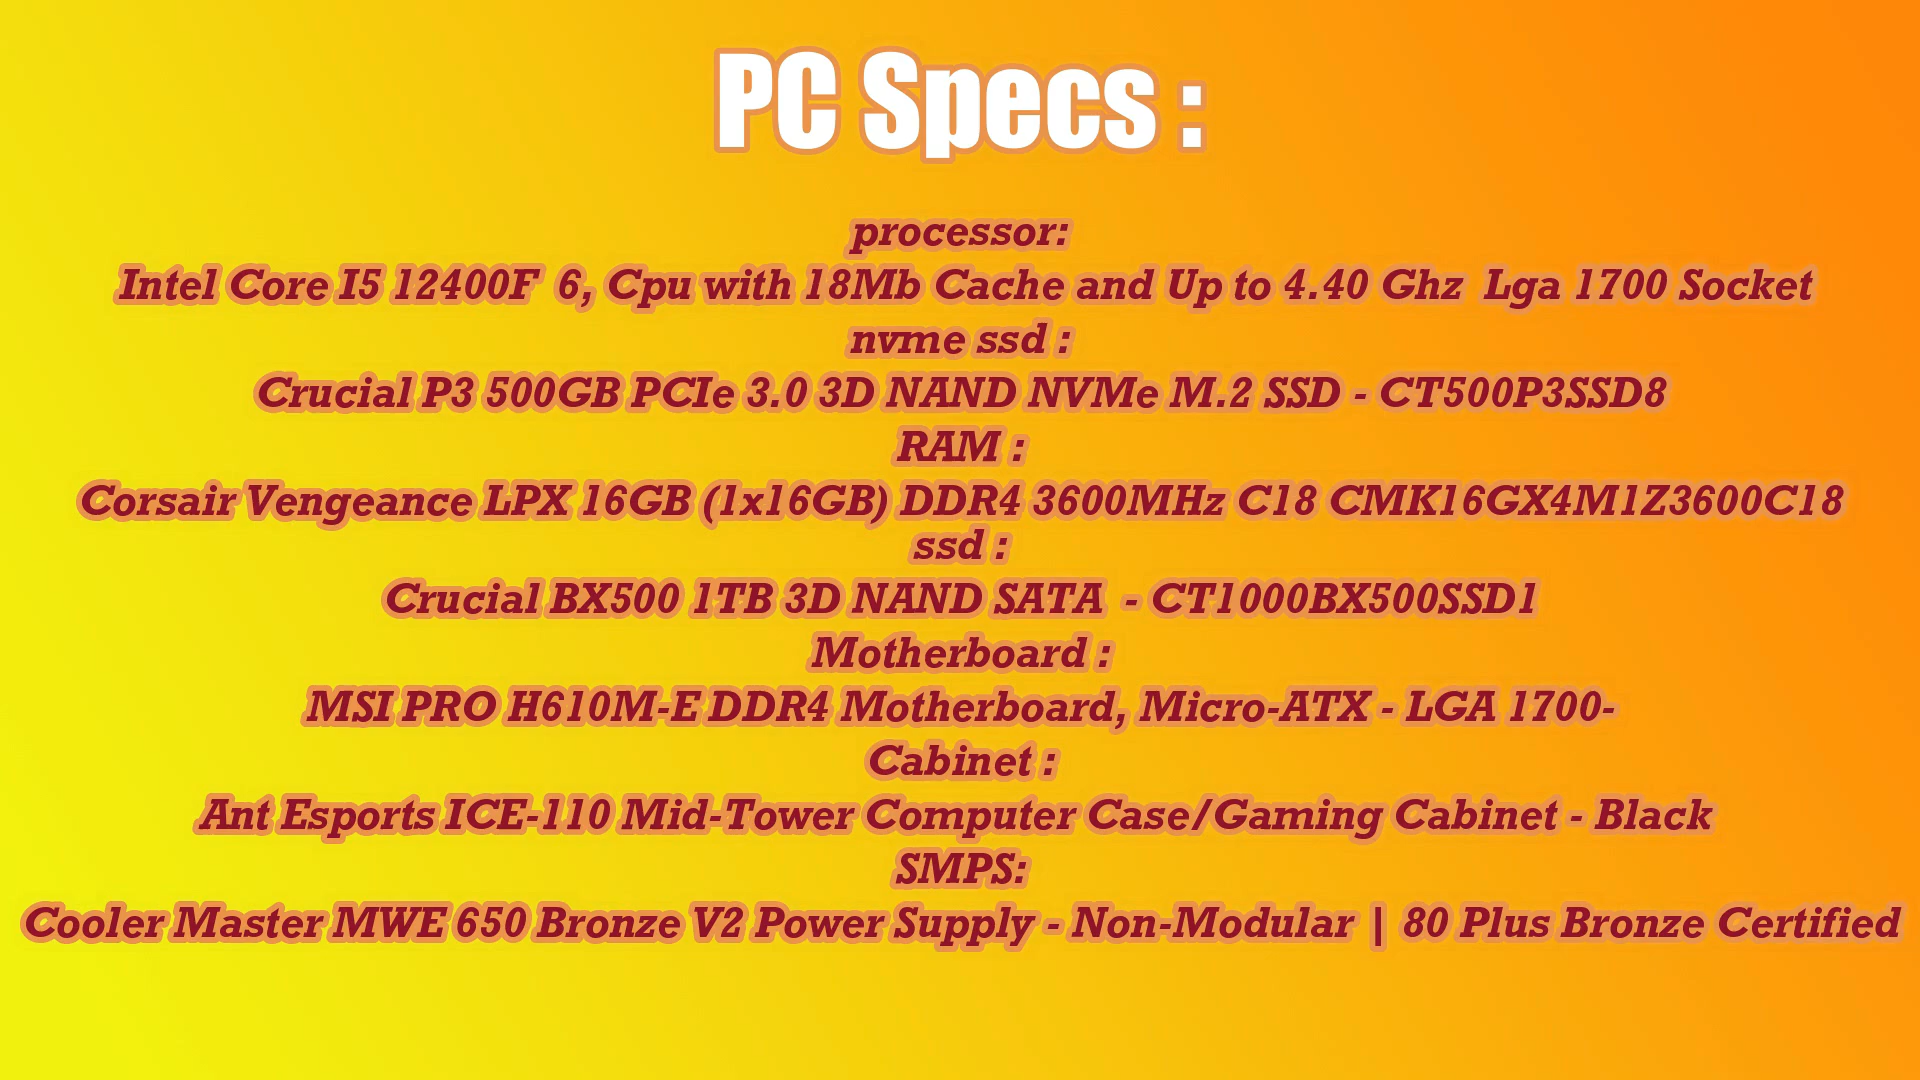 PC Specs :
processor:
Intel Core I5 12400F  6, Cpu with 18Mb Cache and Up to 4.40 Ghz  Lga 1700 Socket
nvme ssd :
Crucial P3 500GB PCIe 3.0 3D NAND NVMe M.2 SSD - CT500P3SSD8
RAM :
Corsair Vengeance LPX 16GB (1x16GB) DDR4 3600MHz C18 CMK16GX4M1Z3600C18
ssd :
Crucial BX500 1TB 3D NAND SATA  - CT1000BX500SSD1
Motherboard :
MSI PRO H610M-E DDR4 Motherboard, Micro-ATX - LGA 1700-
Cabinet :
Ant Esports ICE-110 Mid-Tower Computer Case/Gaming Cabinet - Black
SMPS:
Cooler Master MWE 650 Bronze V2 Power Supply - Non-Modular | 80 Plus Bronze Certified